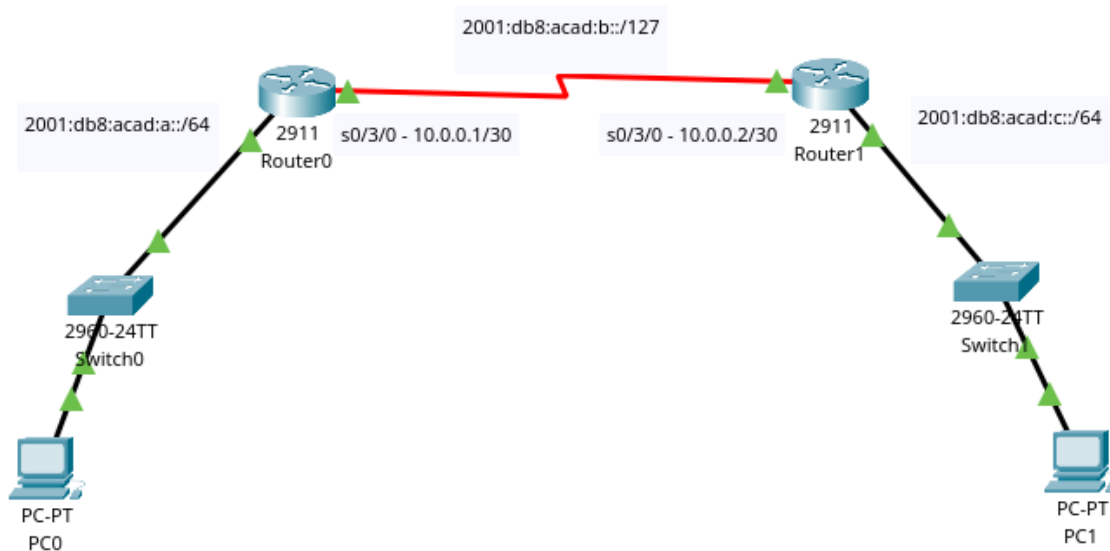 2001:db8:acad:b::/127
2001:db8:acad:a::/64
2911
Router0
s0/3/0 - 10.0.0.1/30
s0/3/0 - 10.0.0.2/30
2911
Router1
2001:db8:acad:c::/64
2960-24TT
Switch0
2960-24TT
Switch1
PC-PT
PC0
PC-PT
PC1